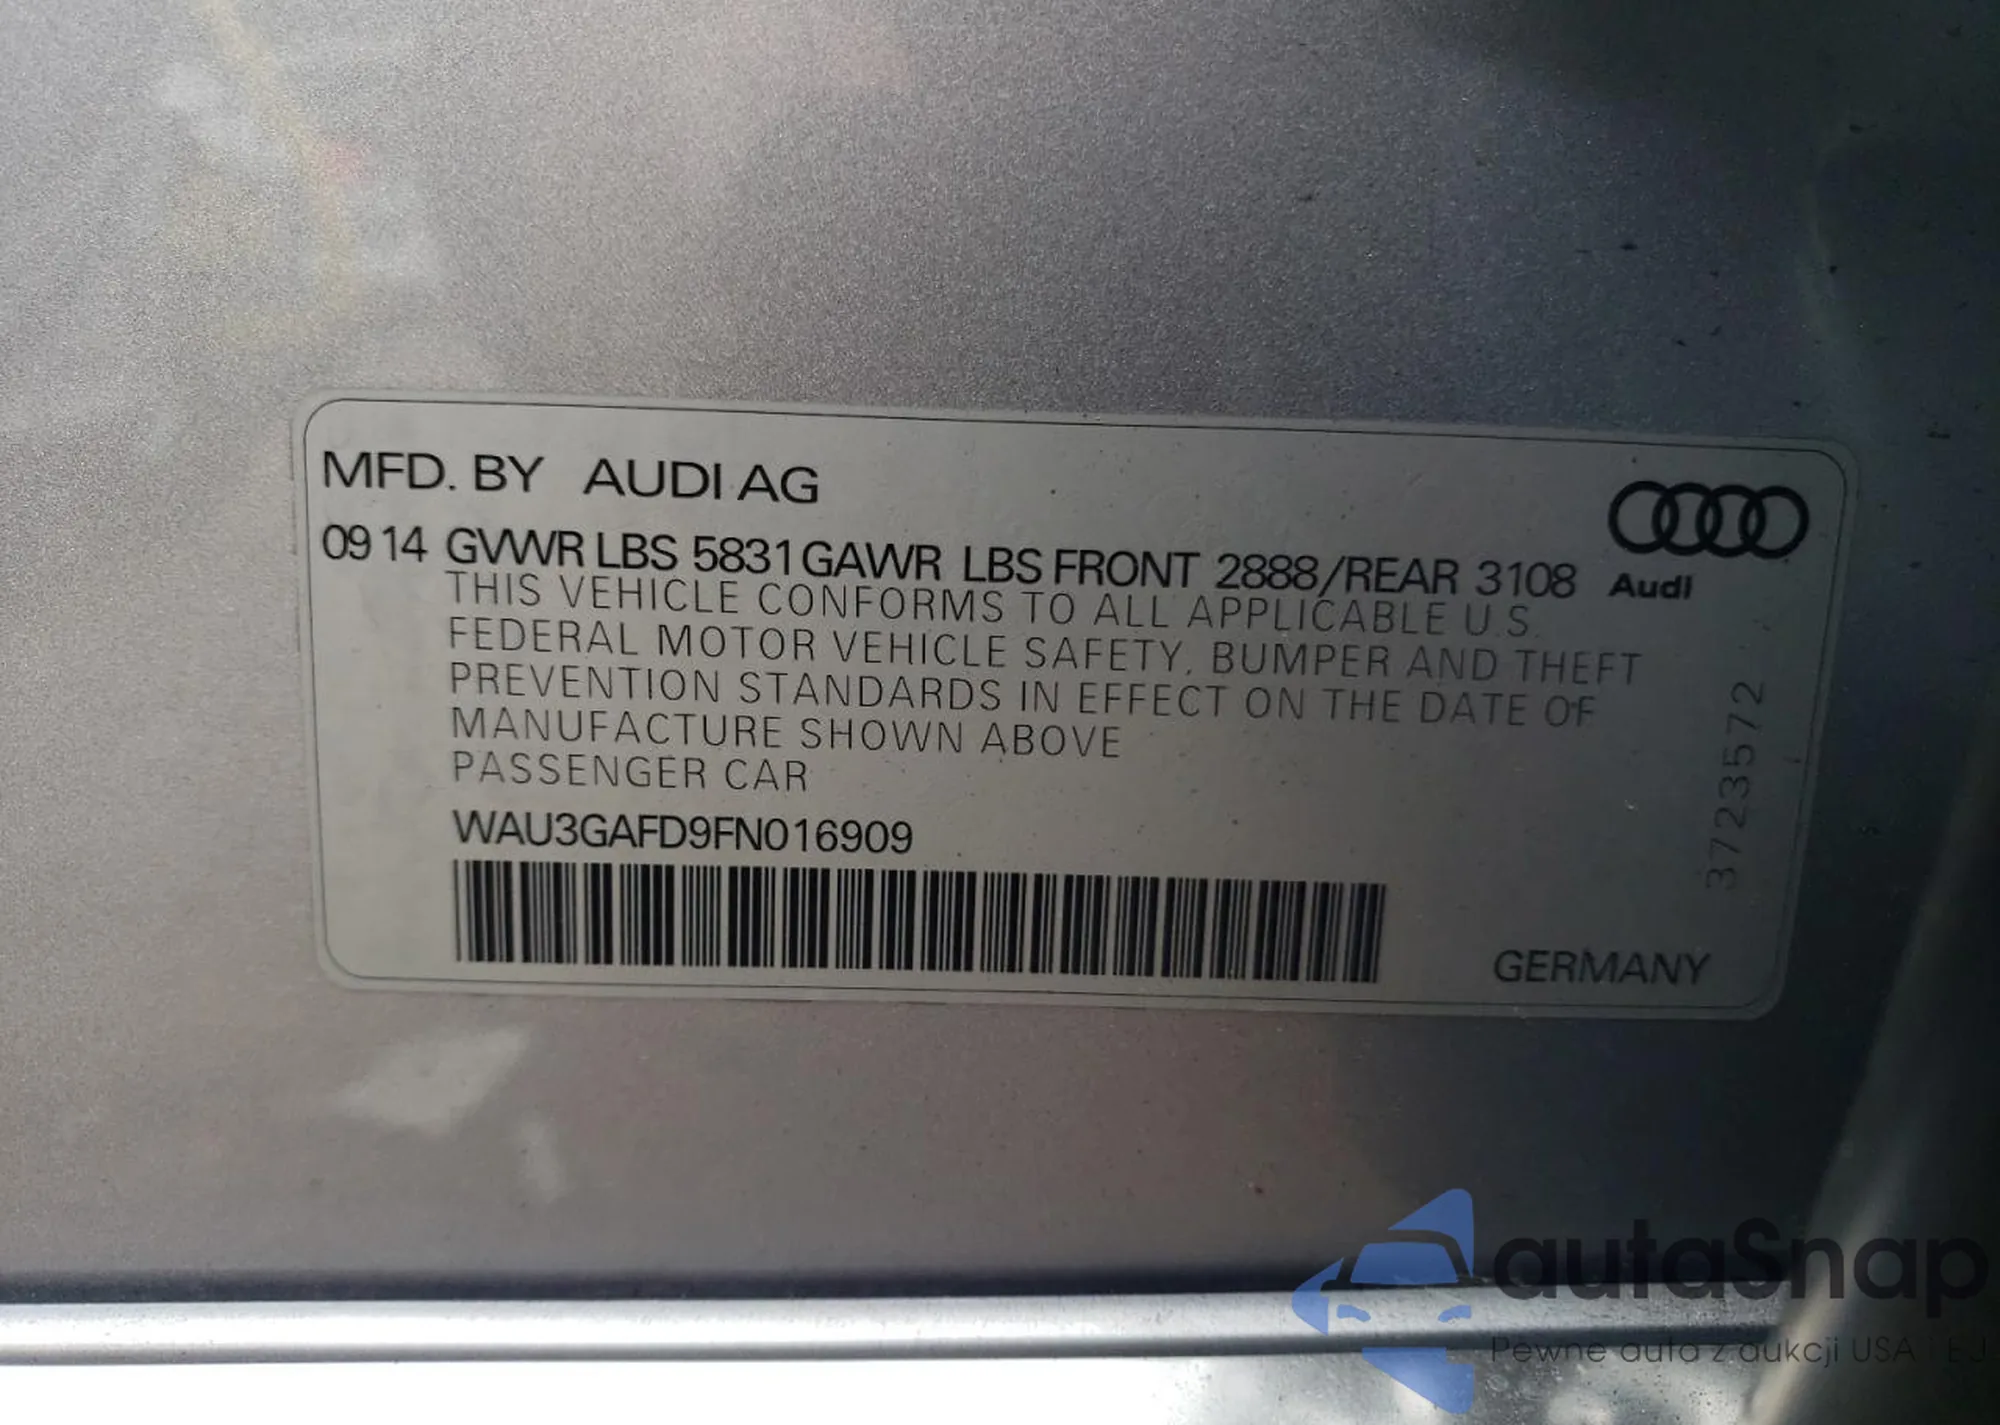 MFD. BY AUDI AG
09 14 GVWR LBS 5831 GAWR LBS FRONT 2888/REAR 3108
Audi
THIS VEHICLE CONFORMS TO ALL APPLICABLE U.S.
FEDERAL MOTOR VEHICLE SAFETY, BUMPER AND THEFT
PREVENTION STANDARDS IN EFFECT ON THE DATE OF
MANUFACTURE SHOWN ABOVE
PASSENGER CAR
WAU3GAFD9FN016909
3723572
GERMANY
autaSnap
Pewne auta z aukcji USA i EJ